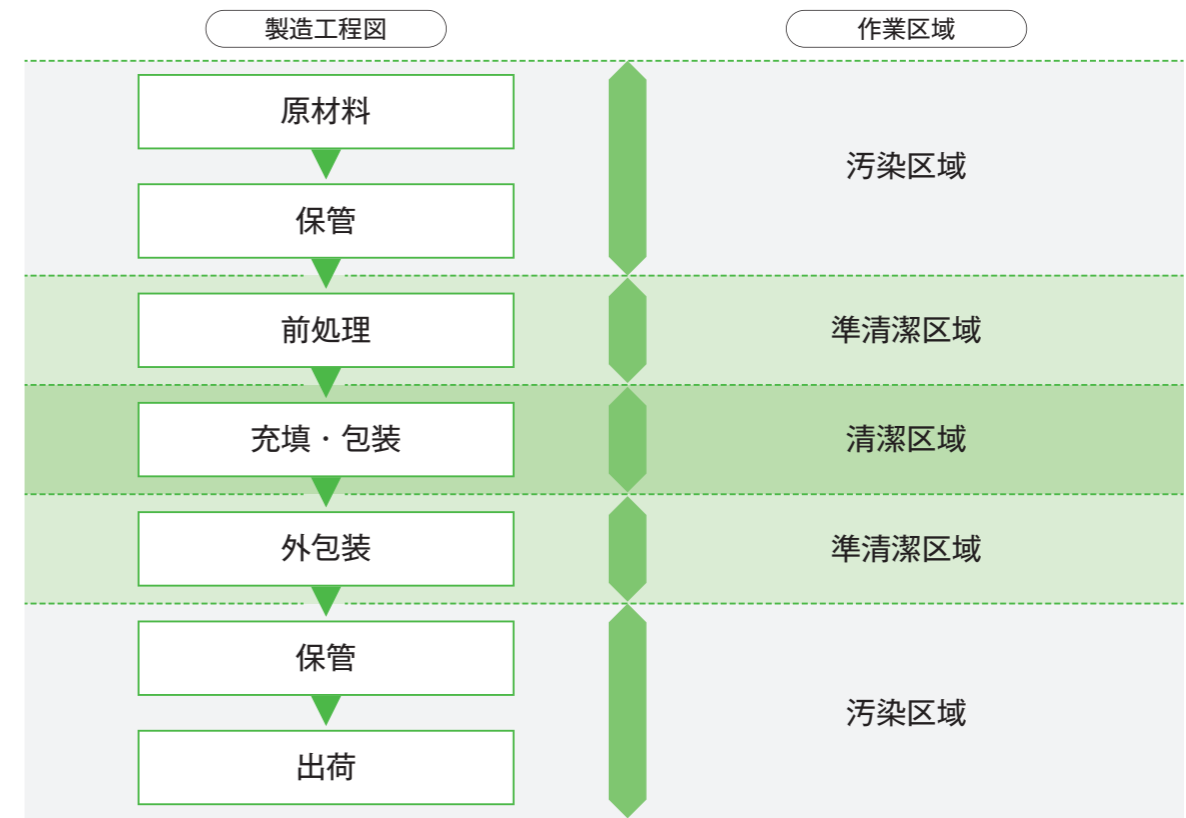 製造工程図
作業区域
原材料
保管
汚染区域
前処理
準清潔区域
充填・包装
清潔区域
外包装
準清潔区域
保管
出荷
汚染区域